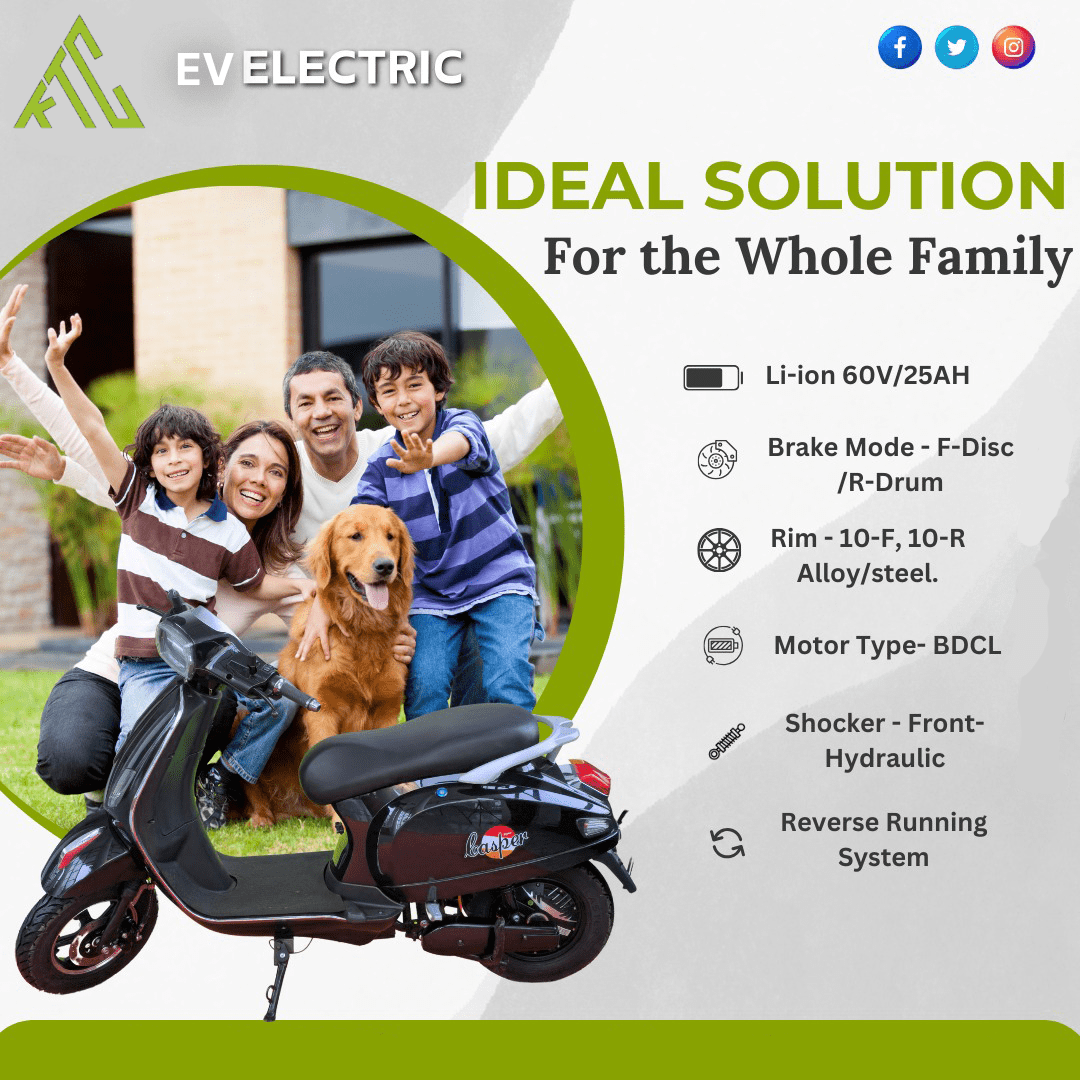 EV ELECTRIC
IDEAL SOLUTION
For the Whole Family
Li-ion 60V/25AH
Brake Mode - F-Disc
/R-Drum
Rim - 10-F, 10-R
Alloy/steel.
Motor Type- BDCL
Shocker - Front-
Hydraulic
Reverse Running
System
Casper